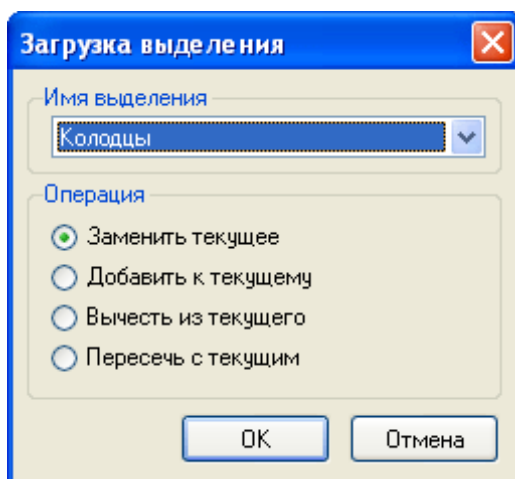 Загрузка выделения
Имя выделения
Колодцы
Операция
Заменить текущее
Добавить к текущему
Вычесть из текущего
Пересечь с текущим
OK
Отмена